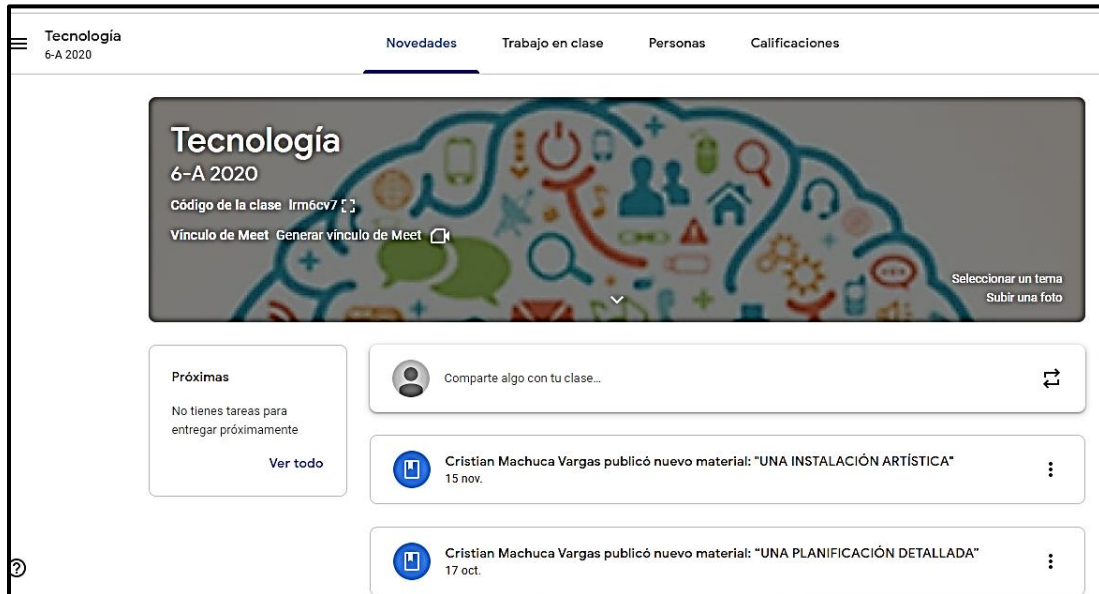 Tecnología
6-A 2020
Novedades
Trabajo en clase
Personas
Calificaciones
Tecnología
6-A 2020
Código de la clase lrm6cv7
Vínculo de Meet Generar vínculo de Meet
Seleccionar un tema
Subir una foto
Próximas
No tienes tareas para
entregar próximamente
Ver todo
Comparte algo con tu clase...
Cristian Machuca Vargas publicó nuevo material: "UNA INSTALACIÓN ARTÍSTICA"
15 nov.
Cristian Machuca Vargas publicó nuevo material: "UNA PLANIFICACIÓN DETALLADA"
17 oct.